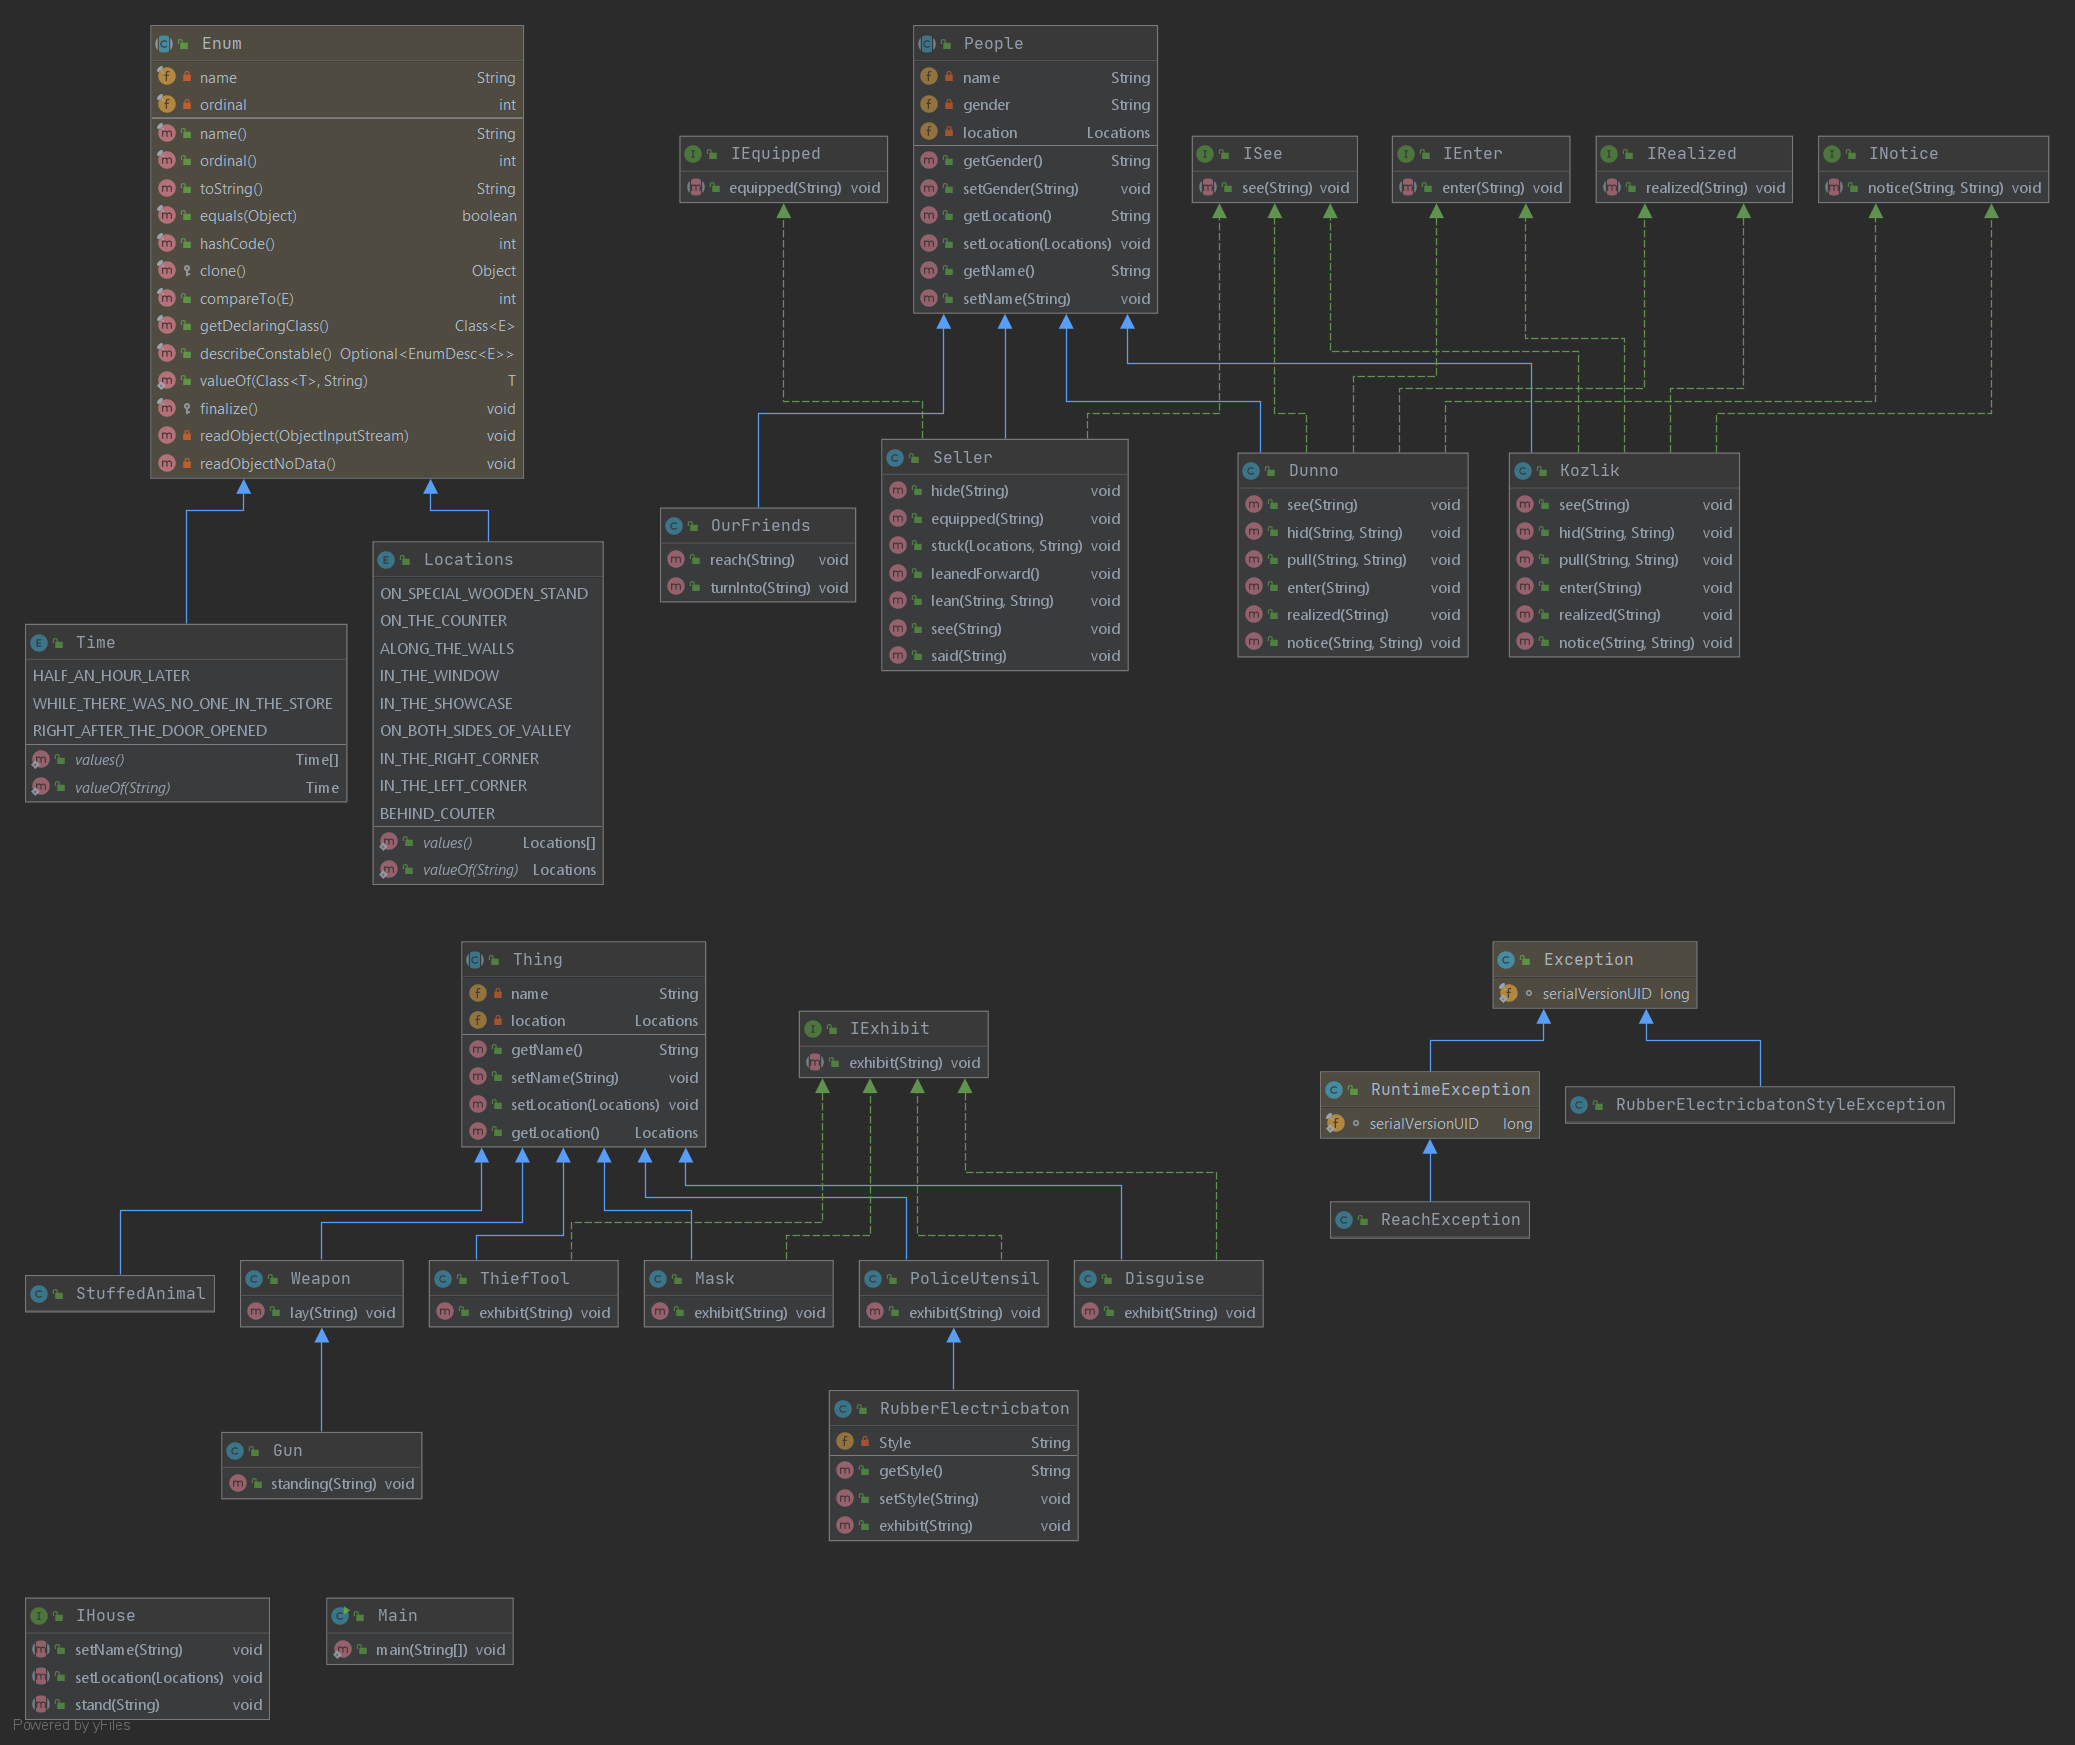 Enum
name String
ordinal int
name() String
ordinal() int
toString() String
equals(Object) boolean
hashCode() int
clone() Object
compareTo(E) int
getDeclaringClass() Class<E>
describeConstable() Optional<EnumDesc<E>>
valueOf(Class<T>, String) T
finalize() void
readObject(ObjectInputStream) void
readObjectNoData() void
People
name String
gender String
location Locations
getGender() String
setGender(String) void
getLocation() String
setLocation(Locations) void
getName() String
setName(String) void
IEquipped
equipped(String) void
ISee
see(String) void
IEnter
enter(String) void
IRealized
realized(String) void
INotice
notice(String, String) void
Time
HALF_AN_HOUR_LATER
WHILE_THERE_WAS_NO_ONE_IN_THE_STORE
RIGHT_AFTER_THE_DOOR_OPENED
values() Time[]
valueOf(String) Time
Locations
ON_SPECIAL_WOODEN_STAND
ON_THE_COUNTER
ALONG_THE_WALLS
IN_THE_WINDOW
IN_THE_SHOWCASE
ON_BOTH_SIDES_OF_VALLEY
IN_THE_RIGHT_CORNER
IN_THE_LEFT_CORNER
BEHIND_COUTER
values() Locations[]
valueOf(String) Locations
OurFriends
reach(String) void
turnInto(String) void
Seller
hide(String) void
equipped(String) void
stuck(Locations, String) void
leanedForward() void
lean(String, String) void
see(String) void
said(String) void
Dunno
see(String) void
hid(String, String) void
pull(String, String) void
enter(String) void
realized(String) void
notice(String, String) void
Kozlik
see(String) void
hid(String, String) void
pull(String, String) void
enter(String) void
realized(String) void
notice(String, String) void
Thing
name String
location Locations
getName() String
setName(String) void
setLocation(Locations) void
getLocation() Locations
IExhibit
exhibit(String) void
Exception
serialVersionUID long
RuntimeException
serialVersionUID long
RubberElectricbatonStyleException
ReachException
StuffedAnimal
Weapon
lay(String) void
ThiefTool
exhibit(String) void
Mask
exhibit(String) void
PoliceUtensil
exhibit(String) void
Disguise
exhibit(String) void
Gun
standing(String) void
RubberElectricbaton
Style String
getStyle() String
setStyle(String) void
exhibit(String) void
IHouse
setName(String) void
setLocation(Locations) void
stand(String) void
Main
main(String[]) void
Powered by yFiles